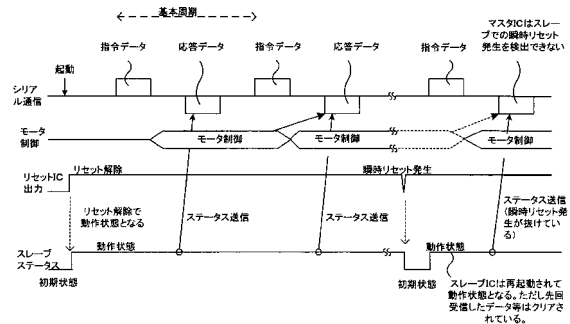 基本周期
マスタICはスレー
ブでの瞬時リセット
発生を検出できない
指令データ
応答データ
指令データ
応答データ
指令データ
起動
シリア
ル通信
モータ
制御
モータ制御
モータ制御
モータ制御
リセットIC
出力
リセット解除
瞬時リセット発生
リセット解除で
動作状態となる
ステータス送信
ステータス送信
ステータス送信
(瞬時リセット発
生が抜けて
いる)
スレーブ
ステータス
動作状態
動作状態
初期状態
初期状態
スレーブICは再起動されて
動作状態となる。ただし先回
受信したデータ等はクリアさ
れている。